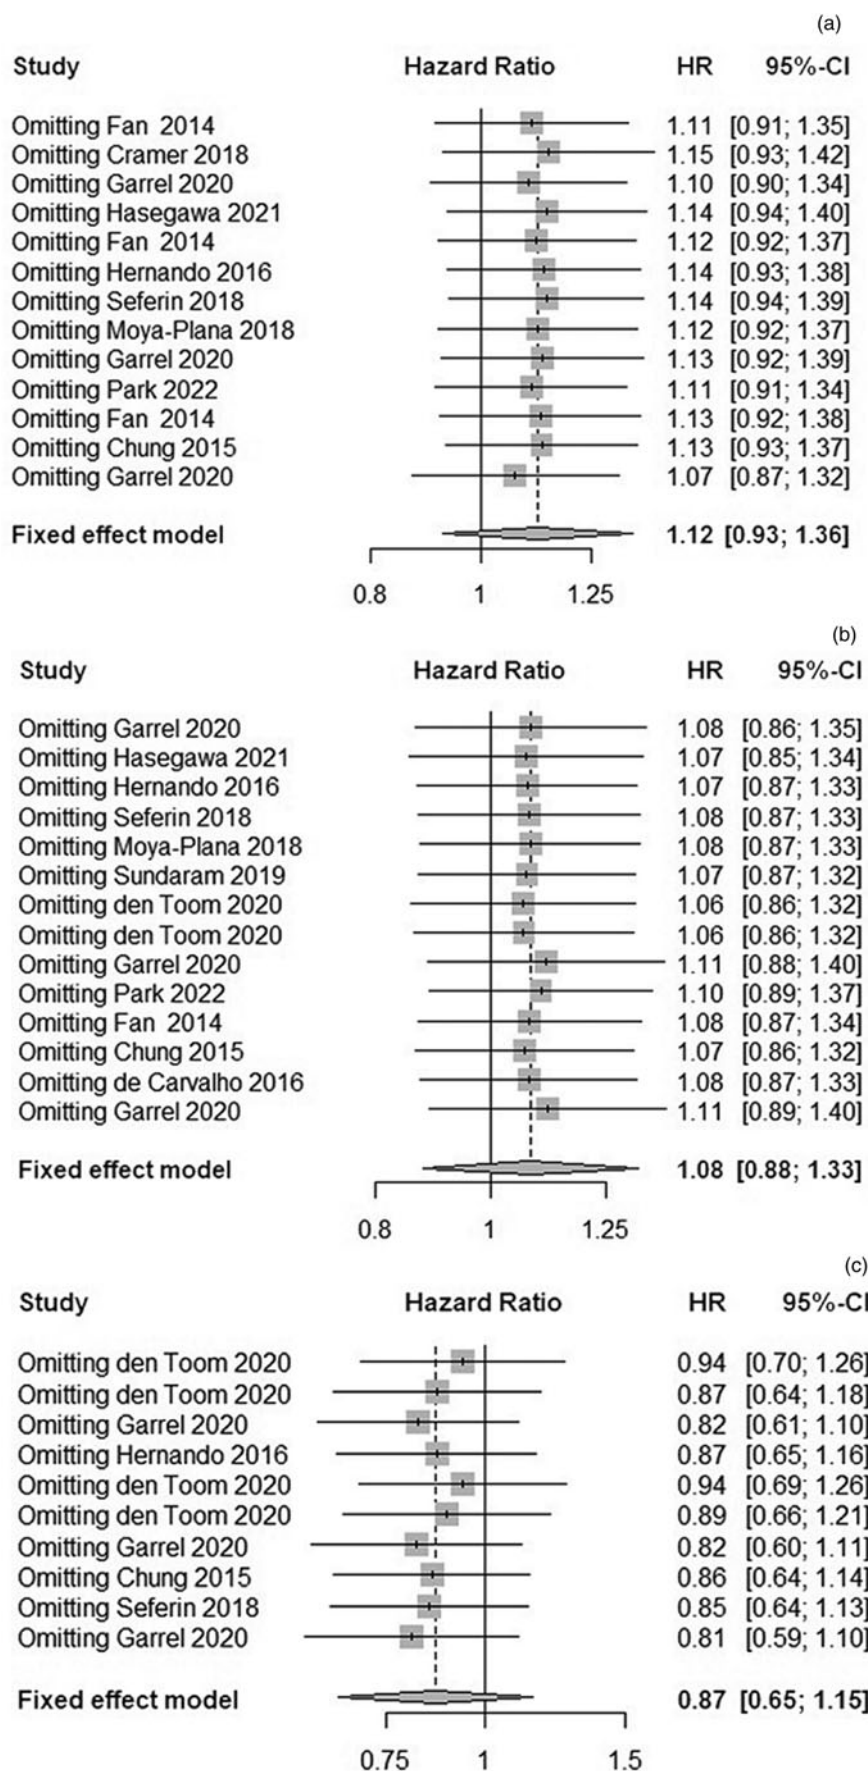 (a)
Study Hazard Ratio HR 95%-CI
Omitting Fan 2014 1.11 [0.91; 1.35]
Omitting Cramer 2018 1.15 [0.93; 1.42]
Omitting Garrel 2020 1.10 [0.90; 1.34]
Omitting Hasegawa 2021 1.14 [0.94; 1.40]
Omitting Fan 2014 1.12 [0.92; 1.37]
Omitting Hernando 2016 1.14 [0.93; 1.38]
Omitting Seferin 2018 1.14 [0.94; 1.39]
Omitting Moya-Plana 2018 1.12 [0.92; 1.37]
Omitting Garrel 2020 1.13 [0.92; 1.39]
Omitting Park 2022 1.11 [0.91; 1.34]
Omitting Fan 2014 1.13 [0.92; 1.38]
Omitting Chung 2015 1.13 [0.93; 1.37]
Omitting Garrel 2020 1.07 [0.87; 1.32]
Fixed effect model 1.12 [0.93; 1.36]
0.8 1 1.25
(b)
Study Hazard Ratio HR 95%-CI
Omitting Garrel 2020 1.08 [0.86; 1.35]
Omitting Hasegawa 2021 1.07 [0.85; 1.34]
Omitting Hernando 2016 1.07 [0.87; 1.33]
Omitting Seferin 2018 1.08 [0.87; 1.33]
Omitting Moya-Plana 2018 1.08 [0.87; 1.33]
Omitting Sundaram 2019 1.07 [0.87; 1.32]
Omitting den Toom 2020 1.06 [0.86; 1.32]
Omitting den Toom 2020 1.06 [0.86; 1.32]
Omitting Garrel 2020 1.11 [0.88; 1.40]
Omitting Park 2022 1.10 [0.89; 1.37]
Omitting Fan 2014 1.08 [0.87; 1.34]
Omitting Chung 2015 1.07 [0.86; 1.32]
Omitting de Carvalho 2016 1.08 [0.87; 1.33]
Omitting Garrel 2020 1.11 [0.89; 1.40]
Fixed effect model 1.08 [0.88; 1.33]
0.8 1 1.25
(c)
Study Hazard Ratio HR 95%-CI
Omitting den Toom 2020 0.94 [0.70; 1.26]
Omitting den Toom 2020 0.87 [0.64; 1.18]
Omitting Garrel 2020 0.82 [0.61; 1.10]
Omitting Hernando 2016 0.87 [0.65; 1.16]
Omitting den Toom 2020 0.94 [0.69; 1.26]
Omitting den Toom 2020 0.89 [0.66; 1.21]
Omitting Garrel 2020 0.82 [0.60; 1.11]
Omitting Chung 2015 0.86 [0.64; 1.14]
Omitting Seferin 2018 0.85 [0.64; 1.13]
Omitting Garrel 2020 0.81 [0.59; 1.10]
Fixed effect model 0.87 [0.65; 1.15]
0.75 1 1.5